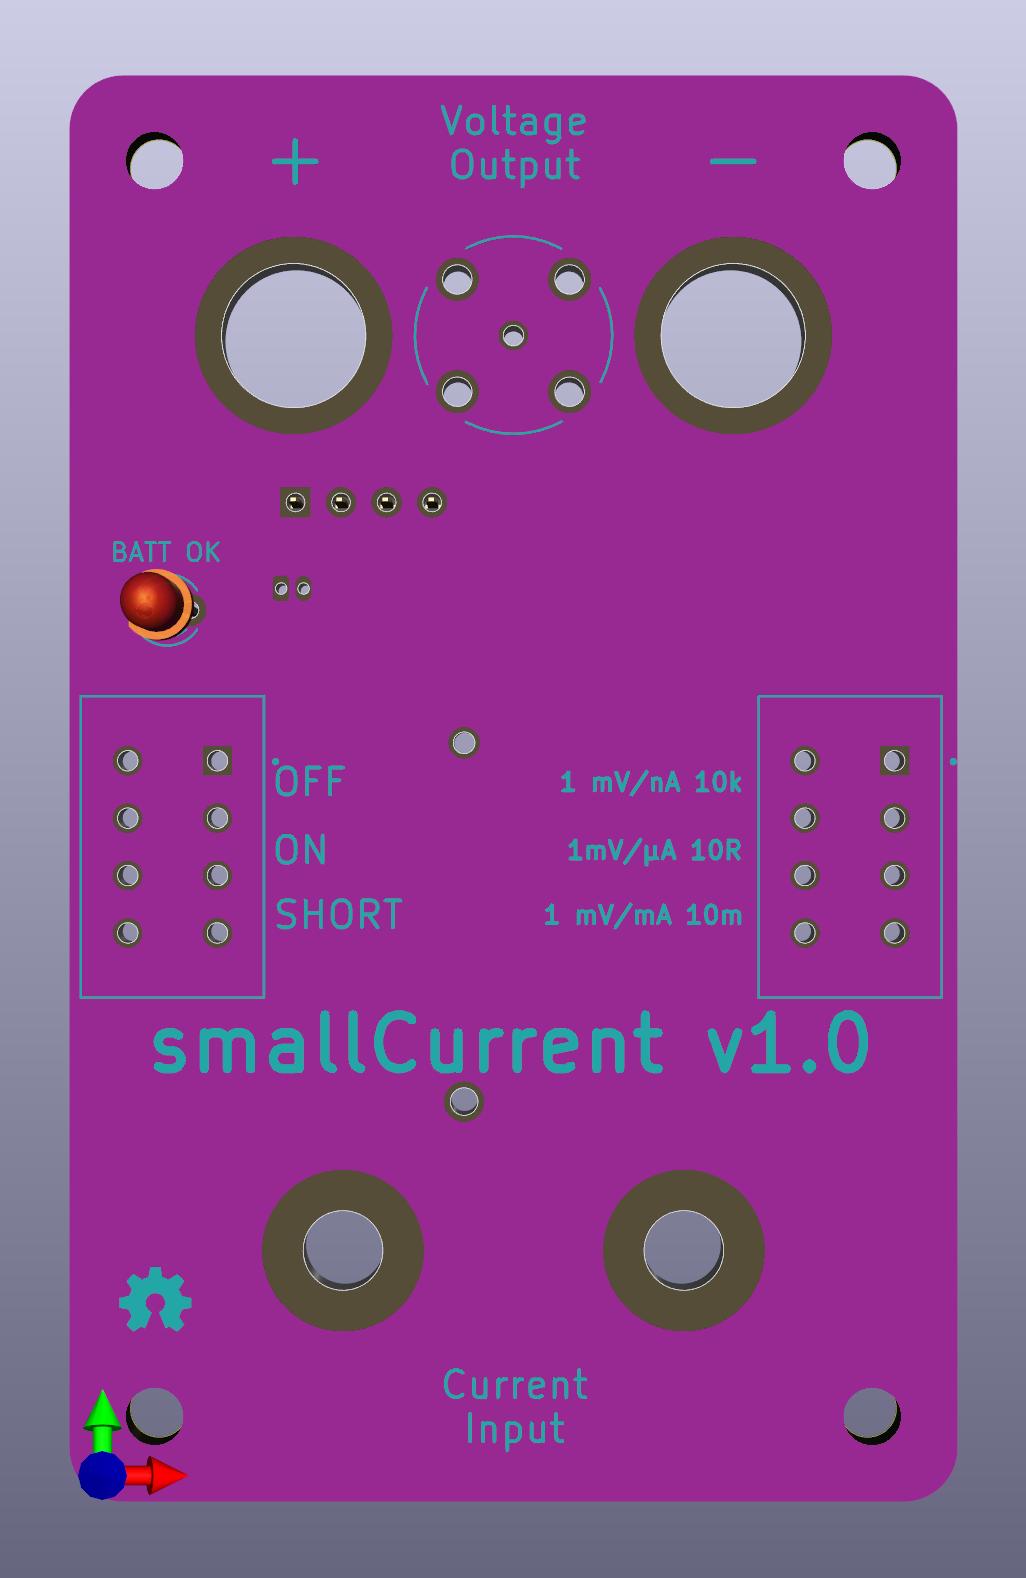 Voltage
Output
+ −
BATT OK
OFF
1 mV/nA 10k
ON
1mV/µA 10R
SHORT
1 mV/mA 10m
smallCurrent v1.0
Current
Input